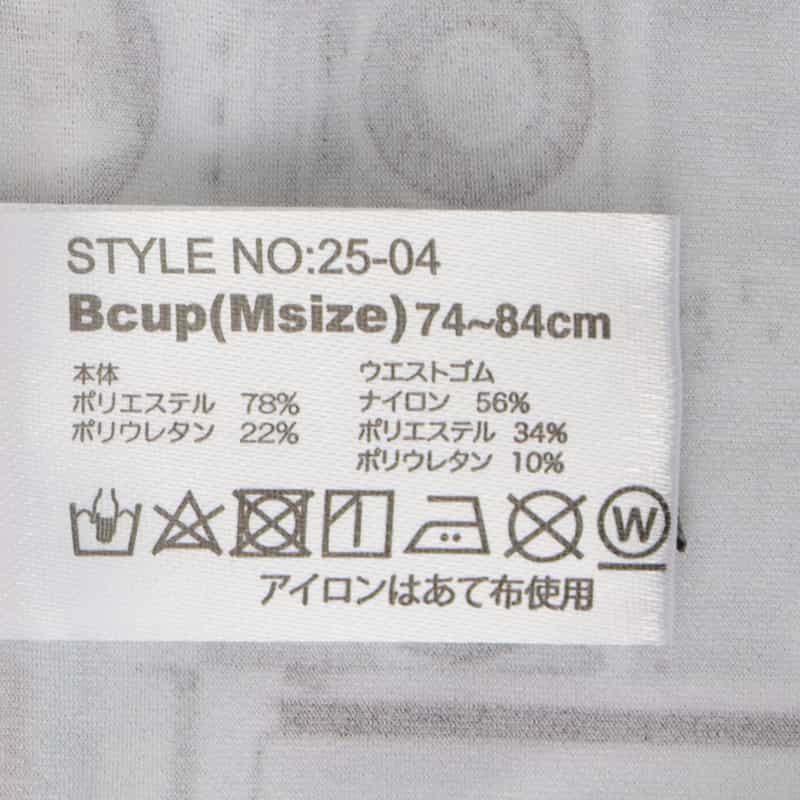 STYLE NO:25-04
Bcup(Msize)74~84cm
本体
ポリエステル 78%
ポリウレタン 22%
ウエストゴム
ナイロン 56%
ポリエステル 34%
ポリウレタン 10%
W
アイロンはあて布使用